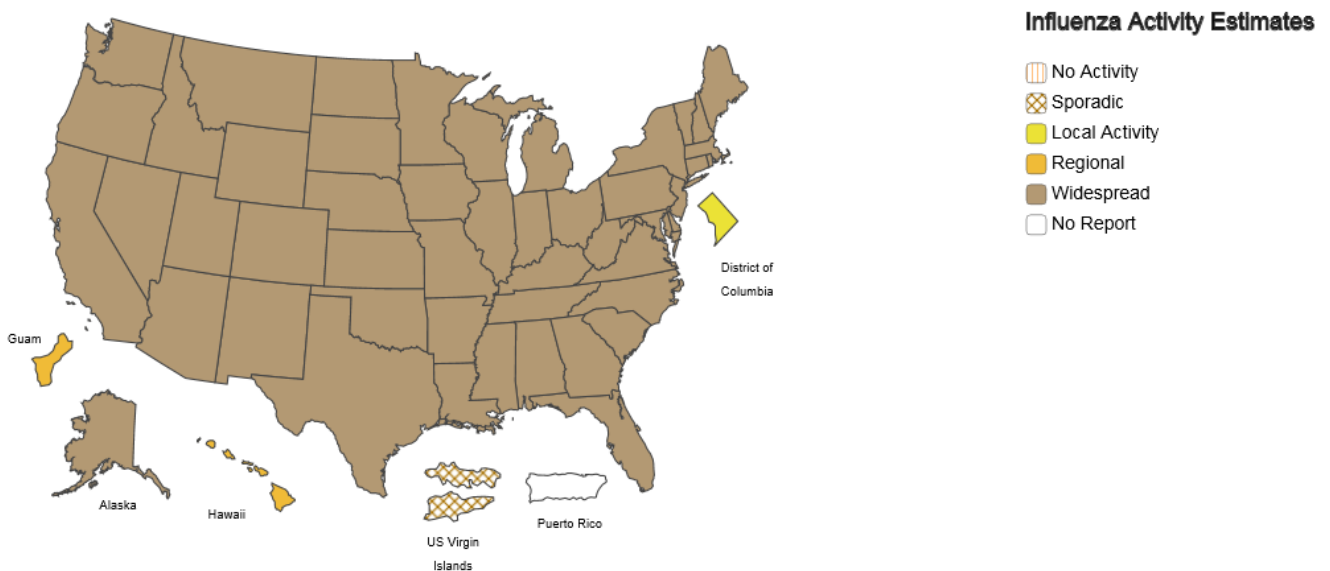 Influenza Activity Estimates
No Activity
Sporadic
Local Activity
Regional
Widespread
No Report
District of
Columbia
Guam
Alaska
Hawaii
US Virgin
Islands
Puerto Rico